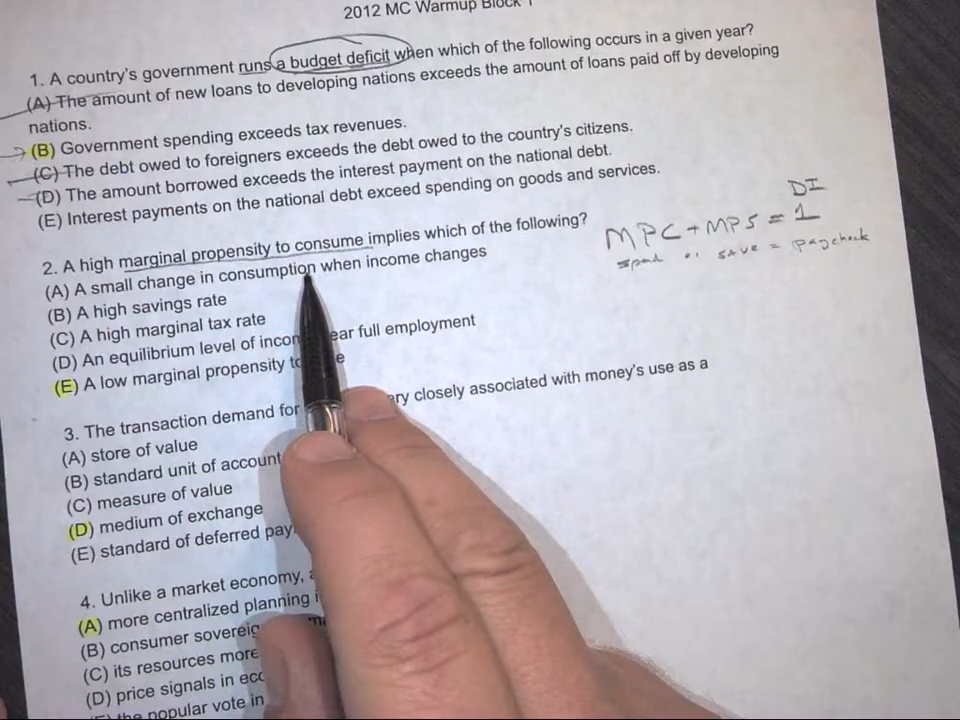 2012 MC Warmup Block
1. A country's government runs a budget deficit when which of the following occurs in a given year?
(A) The amount of new loans to developing nations exceeds the amount of loans paid off by developing
nations.
(B) Government spending exceeds tax revenues.
(C) The debt owed to foreigners exceeds the debt owed to the country's citizens.
(D) The amount borrowed exceeds the interest payment on the national debt.
(E) Interest payments on the national debt exceed spending on goods and services.
DI
MPC + MPS = 1
spend or save = paycheck
2. A high marginal propensity to consume implies which of the following?
(A) A small change in consumption when income changes
(B) A high savings rate
(C) A high marginal tax rate
(D) An equilibrium level of full employment
(E) A low marginal propensity
3. The transaction demand for closely associated with money's use as a
(A) store of value
(B) standard unit of account
(C) measure of value
(D) medium of exchange
(E) standard of deferred
4. Unlike a market economy,
(A) more centralized planning
(B) consumer
(C) its resources more
(D) price signals in
the popular vote in